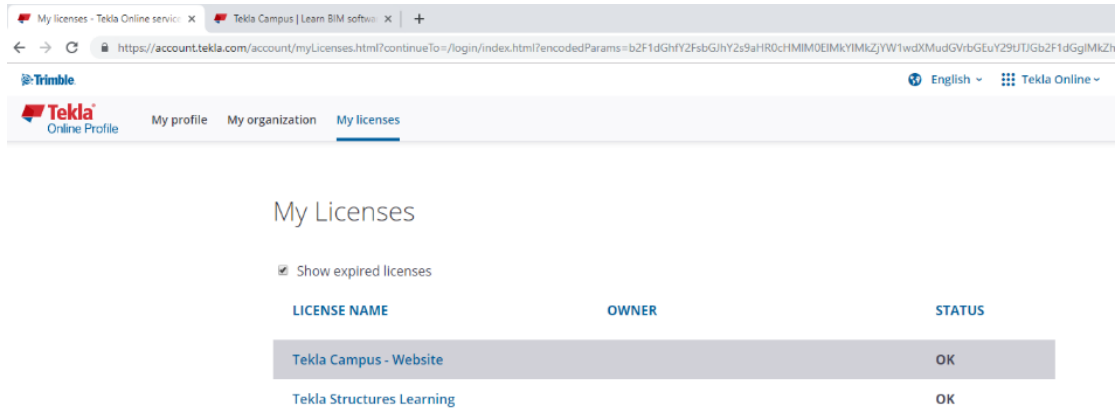 My licenses - Tekla Online servic
Tekla Campus | Learn BIM softwa
https://account.tekla.com/account/myLicenses.html?continueTo=/login/index.html?encodedParams=
Trimble
English
Tekla Online
Tekla
Online Profile
My profile
My organization
My licenses
My Licenses
Show expired licenses
LICENSE NAME OWNER STATUS
Tekla Campus - Website OK
Tekla Structures Learning OK